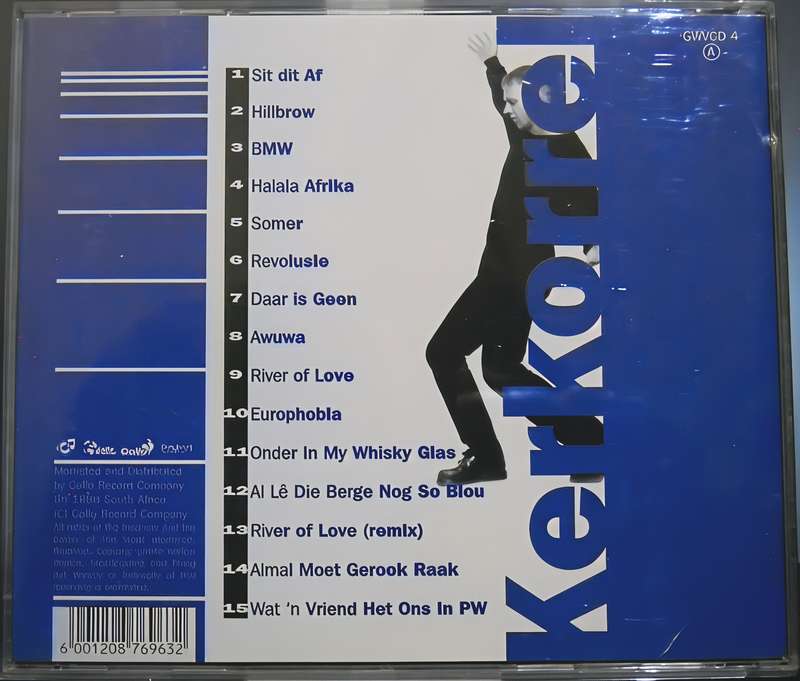 GWVCD 4
A
1 Sit dit Af
2 Hillbrow
3 BMW
4 Halala Afrika
5 Somer
6 Revolusie
7 Daar is Geen
8 Awuwa
9 River of Love
10 Europhobia
11 Onder In My Whisky Glas
12 Al Lê Die Berge Nog So Blou
13 River of Love (remix)
14 Almal Moet Gerook Raak
15 Wat 'n Vriend Het Ons In PW
Kerkorrel
and Distributed
by Gallo Record Company
South Africa
Gallo Record Company
6 001208 769632